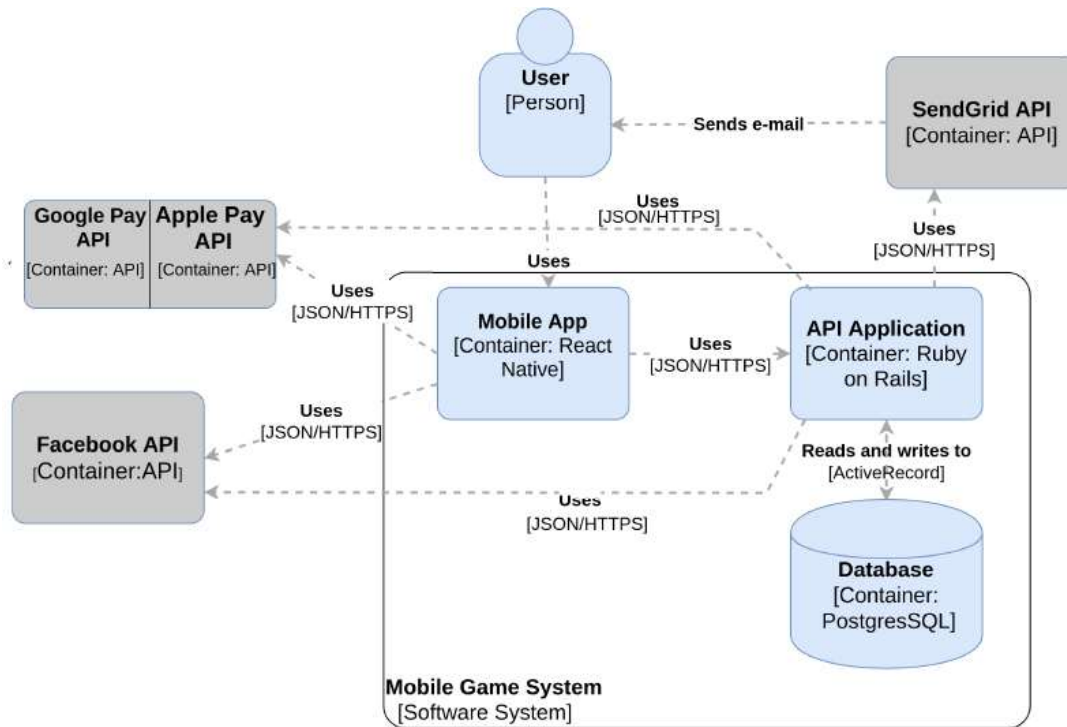 User
[Person]
SendGrid API
[Container: API]
Sends e-mail
Google Pay
API
[Container: API]
Apple Pay
API
[Container: API]
Uses
[JSON/HTTPS]
Uses
[JSON/HTTPS]
Uses
Uses
[JSON/HTTPS]
Mobile App
[Container: React
Native]
Uses
[JSON/HTTPS]
API Application
[Container: Ruby
on Rails]
Uses
[JSON/HTTPS]
Facebook API
[Container:API]
Reads and writes to
[ActiveRecord]
Uses
[JSON/HTTPS]
Database
[Container:
PostgresSQL]
Mobile Game System
[Software System]